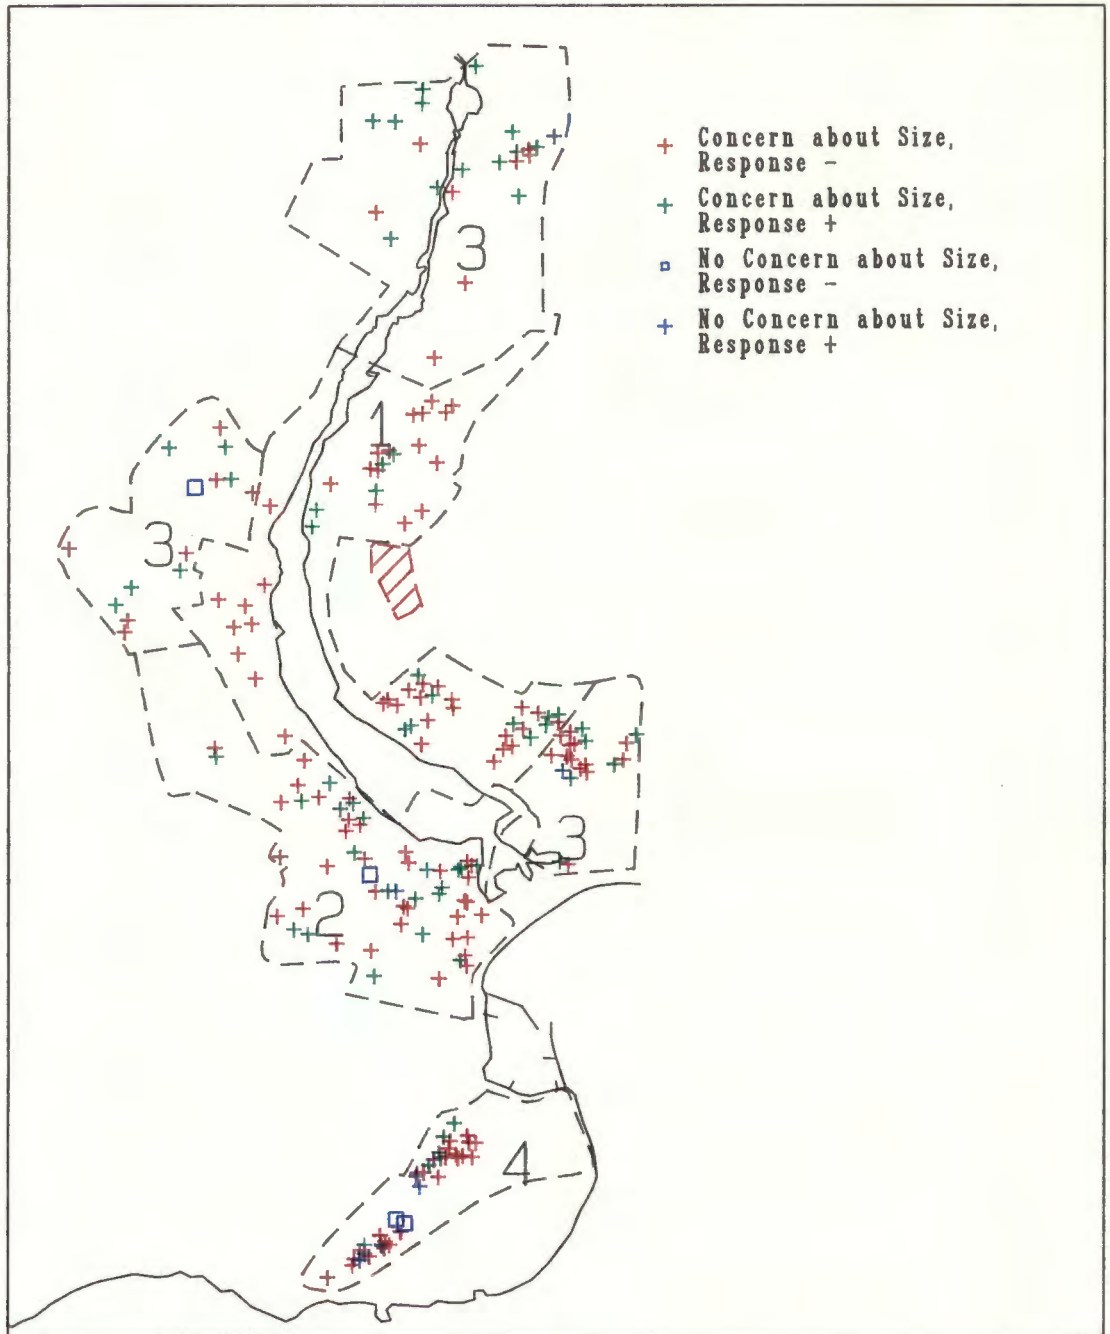 Concern about Size,
Response -
Concern about Size,
Response +
No Concern about Size,
Response -
No Concern about Size,
Response +
3
1
3
3
2
4